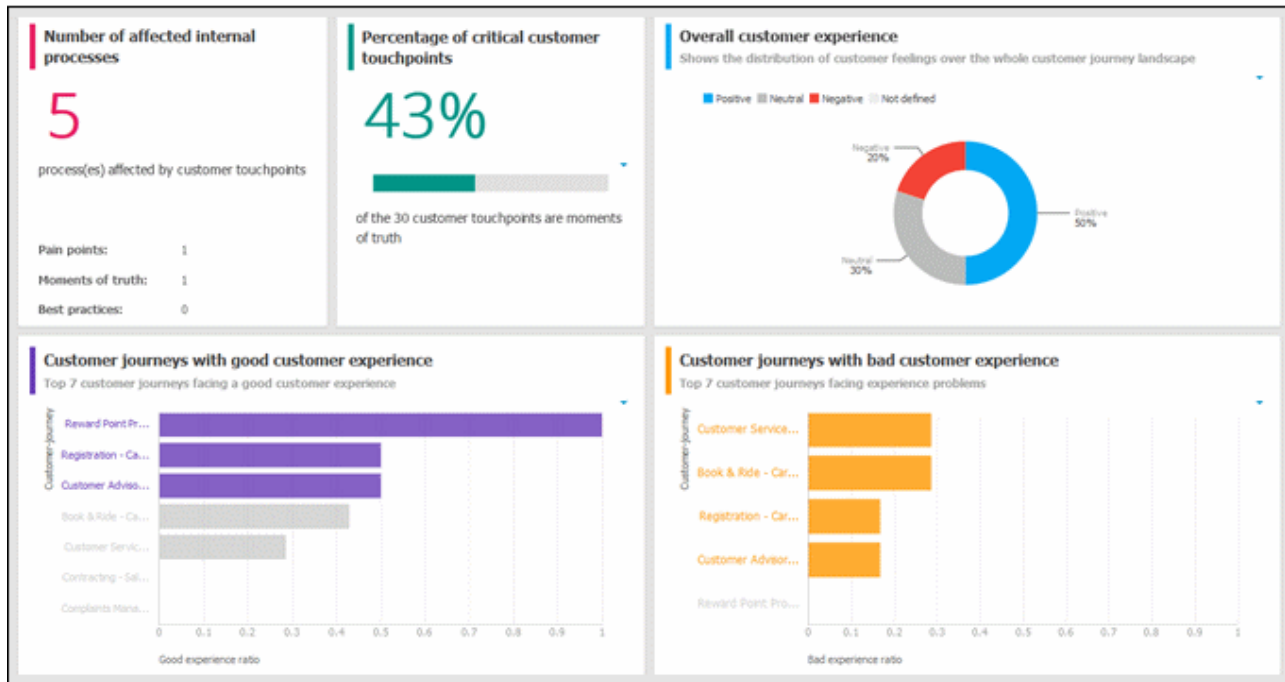 Number of affected internal
processes
5
process(es) affected by customer touchpoints
Pain points: 1
Moments of truth: 1
Best practices: 0
Percentage of critical customer
touchpoints
43%
of the 30 customer touchpoints are moments
of truth
Overall customer experience
Shows the distribution of customer feelings over the whole customer journey landscape
Positive Neutral Negative Not defined
Negative
20%
Positive
50%
Neutral
30%
Customer journeys with good customer experience
Top 7 customer journeys facing a good customer experience
Customer-journey
Reward Point Pr...
Registration - Ca...
Customer Adviso...
Book & Ride - Ca...
Customer Servic...
Contracting - Sal...
Complaints Mana...
0 0.1 0.2 0.3 0.4 0.5 0.6 0.7 0.8 0.9 1
Good experience ratio
Customer journeys with bad customer experience
Top 7 customer journeys facing experience problems
Customer-journey
Customer Service...
Book & Ride - Car...
Registration - Car...
Customer Advisor...
Reward Point Pro...
0 0.1 0.2 0.3 0.4 0.5 0.6 0.7 0.8 0.9 1
Bad experience ratio